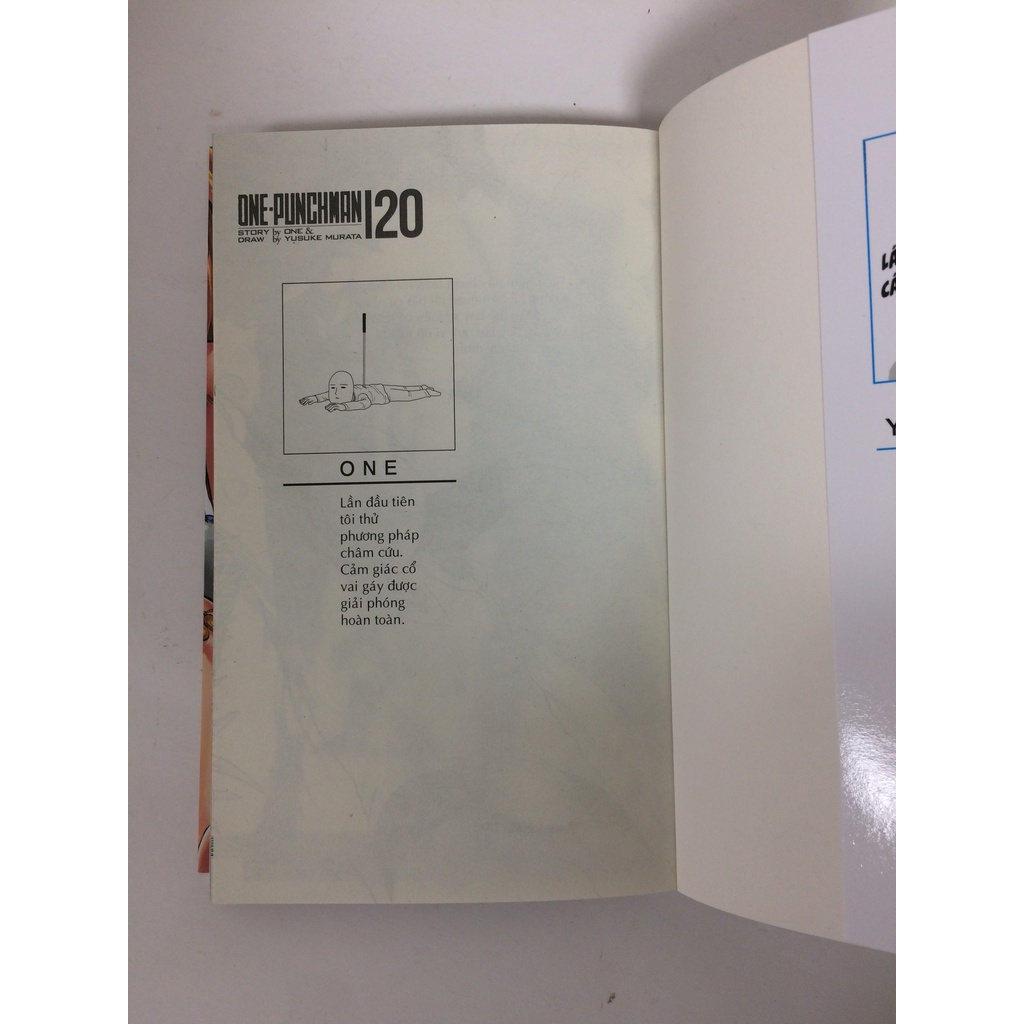 ONE-PUNCHMAN 20
STORY by ONE &
DRAW by YUSUKE MURATA
ONE
Lần đầu tiên
tôi thử
phương pháp
châm cứu.
Cảm giác cổ
vai gáy được
giải phóng
hoàn toàn.